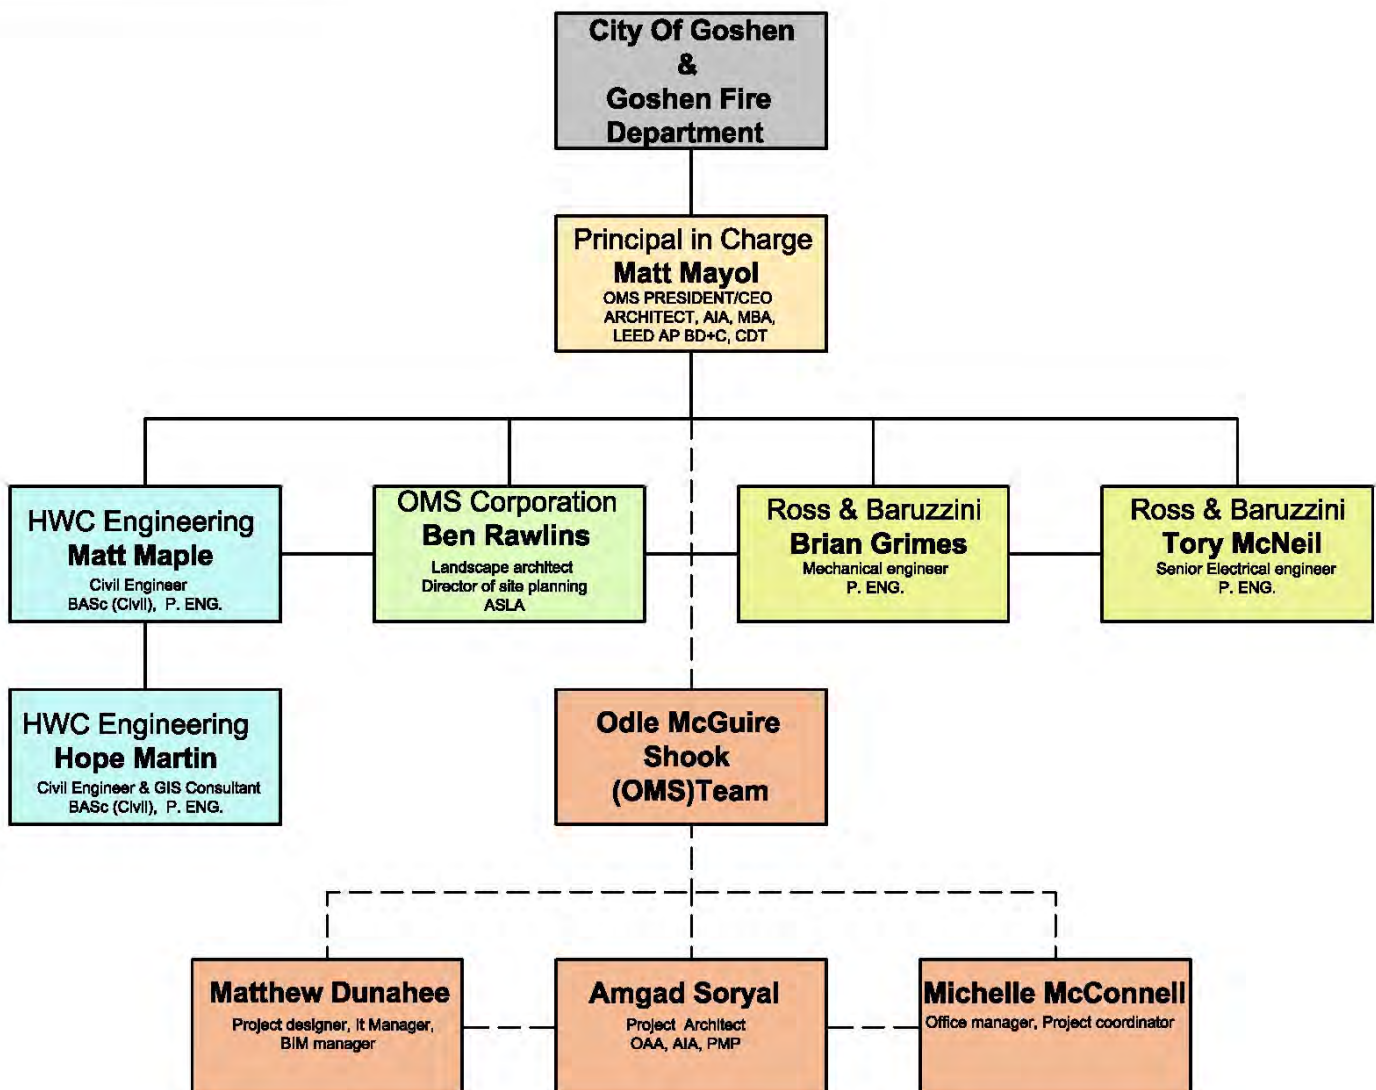 City Of Goshen
&
Goshen Fire
Department
Principal in Charge
Matt Mayol
OMS PRESIDENT/CEO
ARCHITECT, AIA, MBA,
LEED AP BD+C, CDT
HWC Engineering
Matt Maple
Civil Engineer
BASc (Civil), P. ENG.
OMS Corporation
Ben Rawlins
Landscape architect
Director of site planning
ASLA
Ross & Baruzzini
Brian Grimes
Mechanical engineer
P. ENG.
Ross & Baruzzini
Tory McNeil
Senior Electrical engineer
P. ENG.
HWC Engineering
Hope Martin
Civil Engineer & GIS Consultant
BASc (Civil), P. ENG.
Odle McGuire
Shook
(OMS)Team
Matthew Dunahee
Project designer, It Manager,
BIM manager
Amgad Soryal
Project Architect
OAA, AIA, PMP
Michelle McConnell
Office manager, Project coordinator